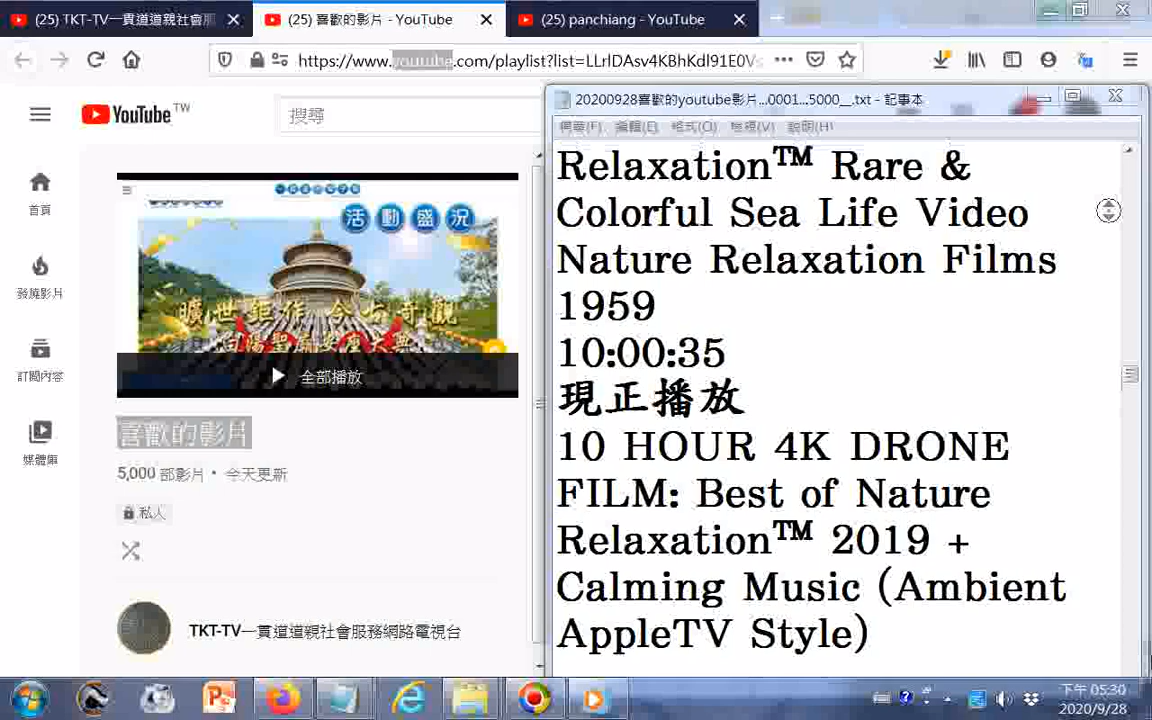 (25) TKT-TV一貫道道親社會服
(25) 喜歡的影片 - YouTube
(25) panchiang - YouTube
https://www.youtube.com/playlist?list=LLrlDAsv4KBhKdl91E0Vs
YouTube TW
搜尋
首頁
發燒影片
訂閱內容
媒體庫
活動盛況
曠世鉅作 今古奇觀
全部播放
喜歡的影片
5,000 部影片・ 今天更新
私人
TKT-TV一貫道道親社會服務網路電視台
20200928喜歡的youtube影片...0001...5000__.txt - 記事本
檔案(F) 編輯(E) 格式(O) 檢視(V) 說明(H)
Relaxation™ Rare &
Colorful Sea Life Video
Nature Relaxation Films
1959
10:00:35
現正播放
10 HOUR 4K DRONE
FILM: Best of Nature
Relaxation™ 2019 +
Calming Music (Ambient
AppleTV Style)
下午 05:30
2020/9/28